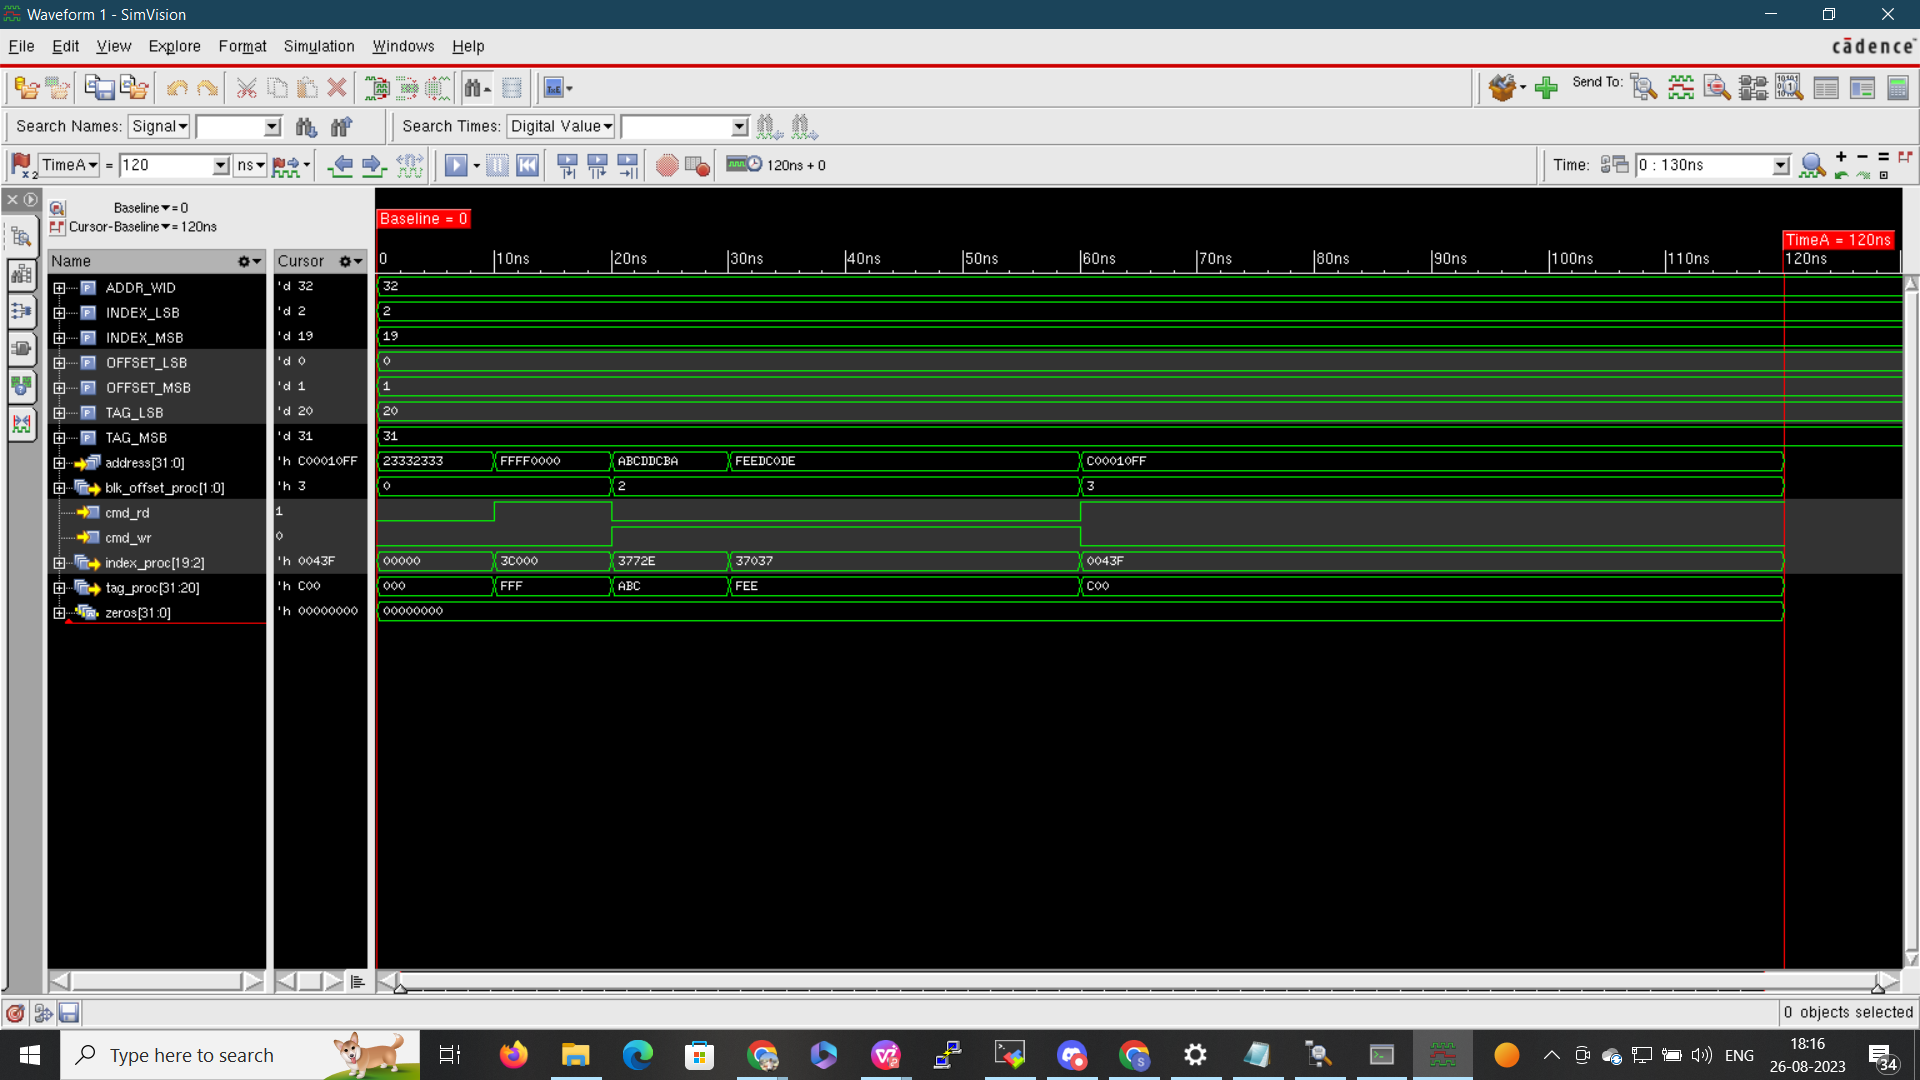 Waveform 1 - SimVision
File Edit View Explore Format Simulation Windows Help
cādence
Send To:
Search Names: Signal Search Times: Digital Value
TimeA = 120 ns 120ns + 0 Time: 0 : 130ns
Baseline = 0
Cursor-Baseline = 120ns
Baseline = 0
TimeA = 120ns
Name Cursor 0 10ns 20ns 30ns 40ns 50ns 60ns 70ns 80ns 90ns 100ns 110ns 120ns
ADDR_WID 'd 32 32
INDEX_LSB 'd 2 2
INDEX_MSB 'd 19 19
OFFSET_LSB 'd 0 0
OFFSET_MSB 'd 1 1
TAG_LSB 'd 20 20
TAG_MSB 'd 31 31
address[31:0] 'h C00010FF 23332333 FFFF0000 ABCDDCBA FEEDC0DE C00010FF
blk_offset_proc[1:0] 'h 3 0 2 3
cmd_rd 1
cmd_wr 0
index_proc[19:2] 'h 0043F 00000 3C000 3772E 37037 0043F
tag_proc[31:20] 'h C00 000 FFF ABC FEE C00
zeros[31:0] 'h 00000000 00000000
0 objects selected
Type here to search
ENG
18:16
26-08-2023
34